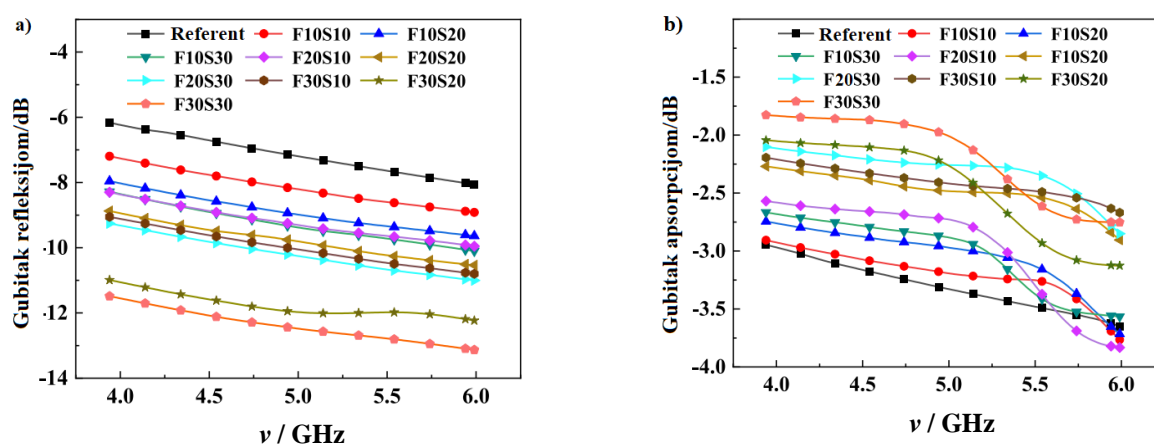 a)
Gubitak refleksijom/dB
Referent F10S10 F10S20
F10S30 F20S10 F20S20
F20S30 F30S10 F30S20
F30S30
-4
-6
-8
-10
-12
-14
4.0 4.5 5.0 5.5 6.0
ν / GHz
b)
Gubitak apsorpcijom/dB
Referent F10S10 F10S20
F10S30 F20S10 F10S20
F20S30 F30S10 F30S20
F30S30
-1.5
-2.0
-2.5
-3.0
-3.5
-4.0
4.0 4.5 5.0 5.5 6.0
ν / GHz